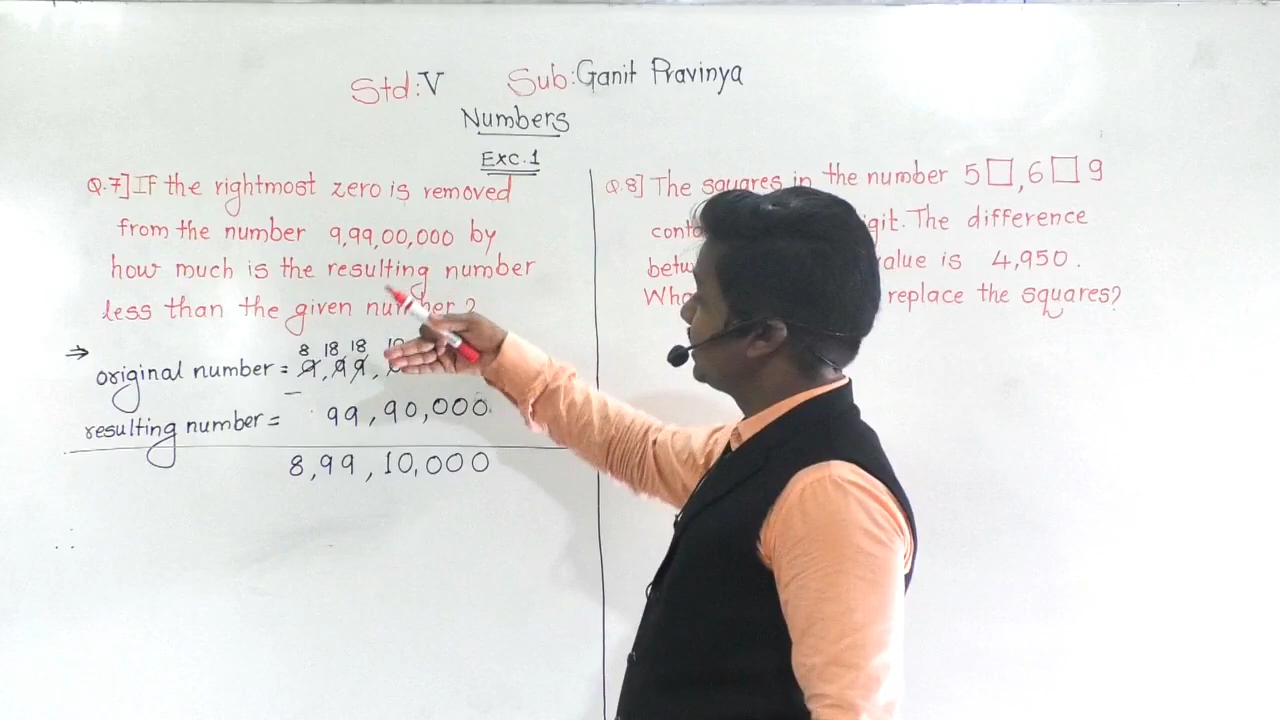 Std:V Sub:Ganit Pravinya
Numbers
Exc.1
Q.7] If the rightmost zero is removed
from the number 9,99,00,000 by
how much is the resulting number
less than the given number?
8 18 18 10
⇒ original number = 9,99,
resulting number = 99,90,000
8,99,10,000
Q.8] The squares in the number 5□,6□9
digit. The difference
value is 4,950.
replace the squares?